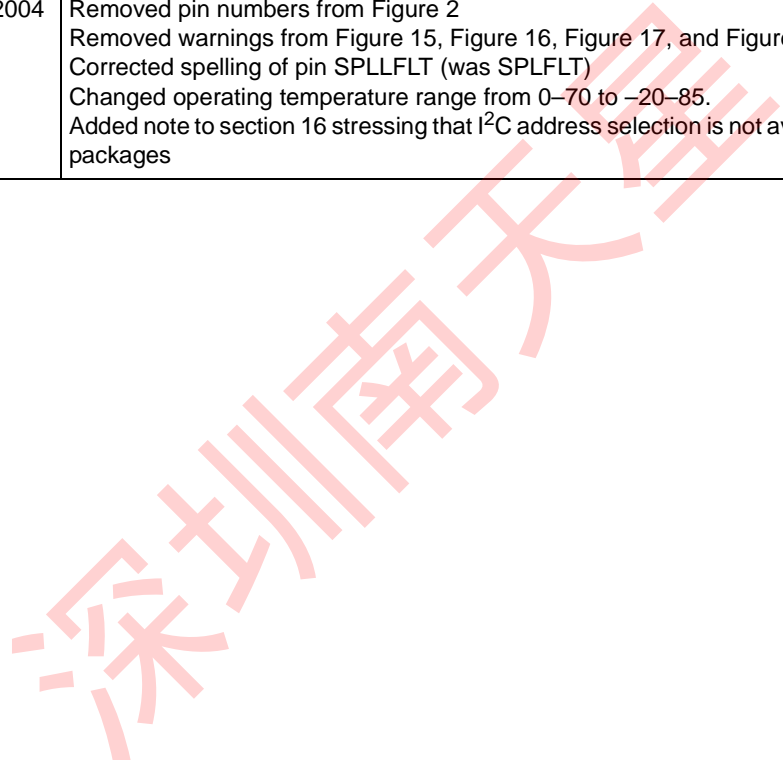 2004 Removed pin numbers from Figure 2
Removed warnings from Figure 15, Figure 16, Figure 17, and Figure
Corrected spelling of pin SPLLFLT (was SPLFLT)
Changed operating temperature range from 0–70 to –20–85.
Added note to section 16 stressing that I²C address selection is not
packages
深圳南天星